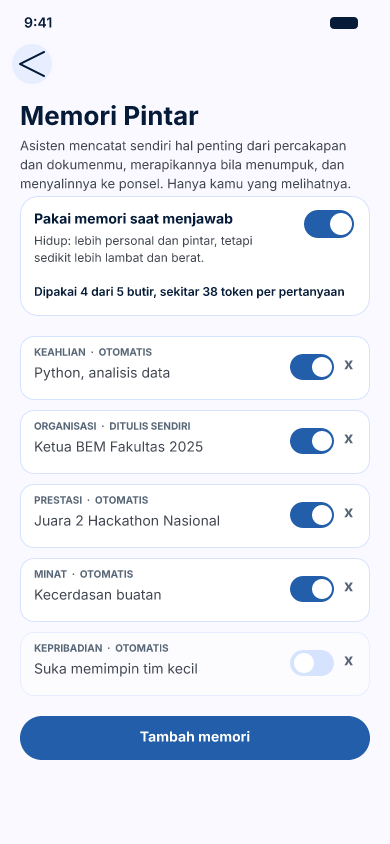 9:41
Memori Pintar
Asisten mencatat sendiri hal penting dari percakapan
dan dokumenmu, merapikannya bila menumpuk, dan
menyalinnya ke ponsel. Hanya kamu yang melihatnya.
Pakai memori saat menjawab
Hidup: lebih personal dan pintar, tetapi
sedikit lebih lambat dan berat.
Dipakai 4 dari 5 butir, sekitar 38 token per pertanyaan
KEAHLIAN · OTOMATIS
Python, analisis data
X
ORGANISASI · DITULIS SENDIRI
Ketua BEM Fakultas 2025
X
PRESTASI · OTOMATIS
Juara 2 Hackathon Nasional
X
MINAT · OTOMATIS
Kecerdasan buatan
X
KEPRIBADIAN · OTOMATIS
Suka memimpin tim kecil
X
Tambah memori